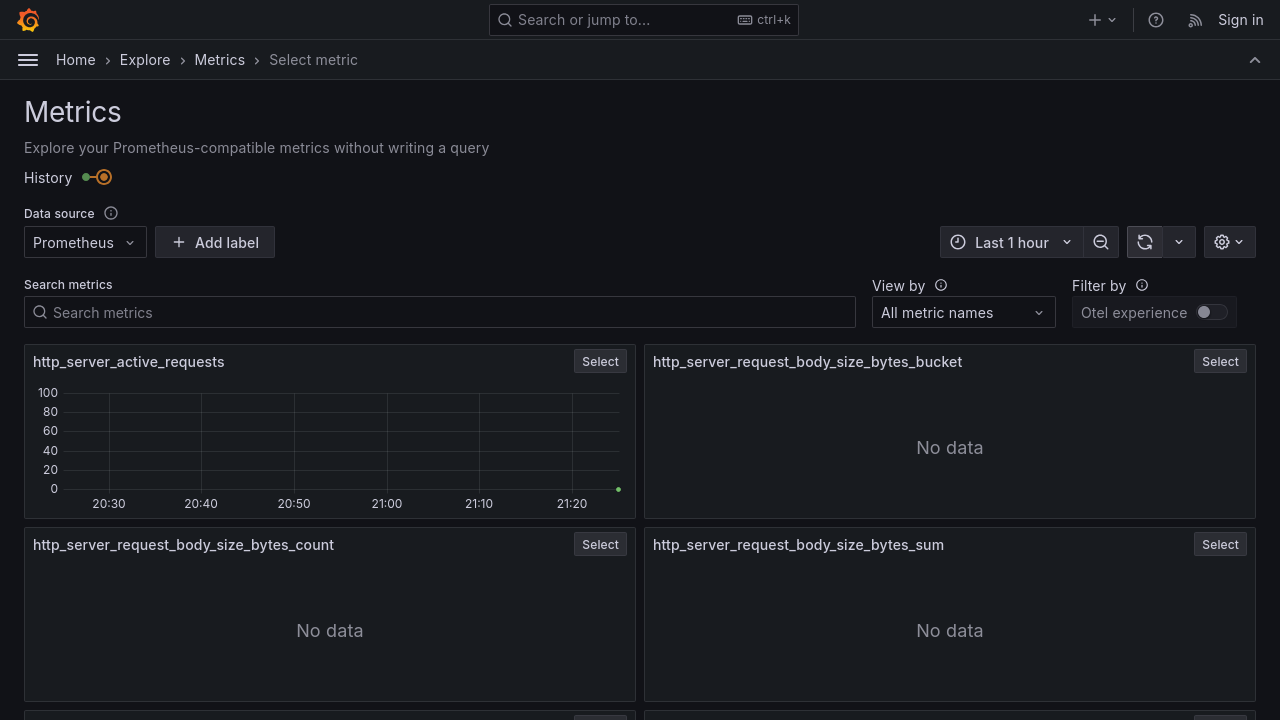 Search or jump to...
ctrl+k
Sign in
Home
Explore
Metrics
Select metric
Metrics
Explore your Prometheus-compatible metrics without writing a query
History
Data source
Prometheus
Add label
Last 1 hour
Search metrics
Search metrics
View by
All metric names
Filter by
Otel experience
http_server_active_requests
Select
100
80
60
40
20
0
20:30
20:40
20:50
21:00
21:10
21:20
http_server_request_body_size_bytes_bucket
Select
No data
http_server_request_body_size_bytes_count
Select
No data
http_server_request_body_size_bytes_sum
Select
No data